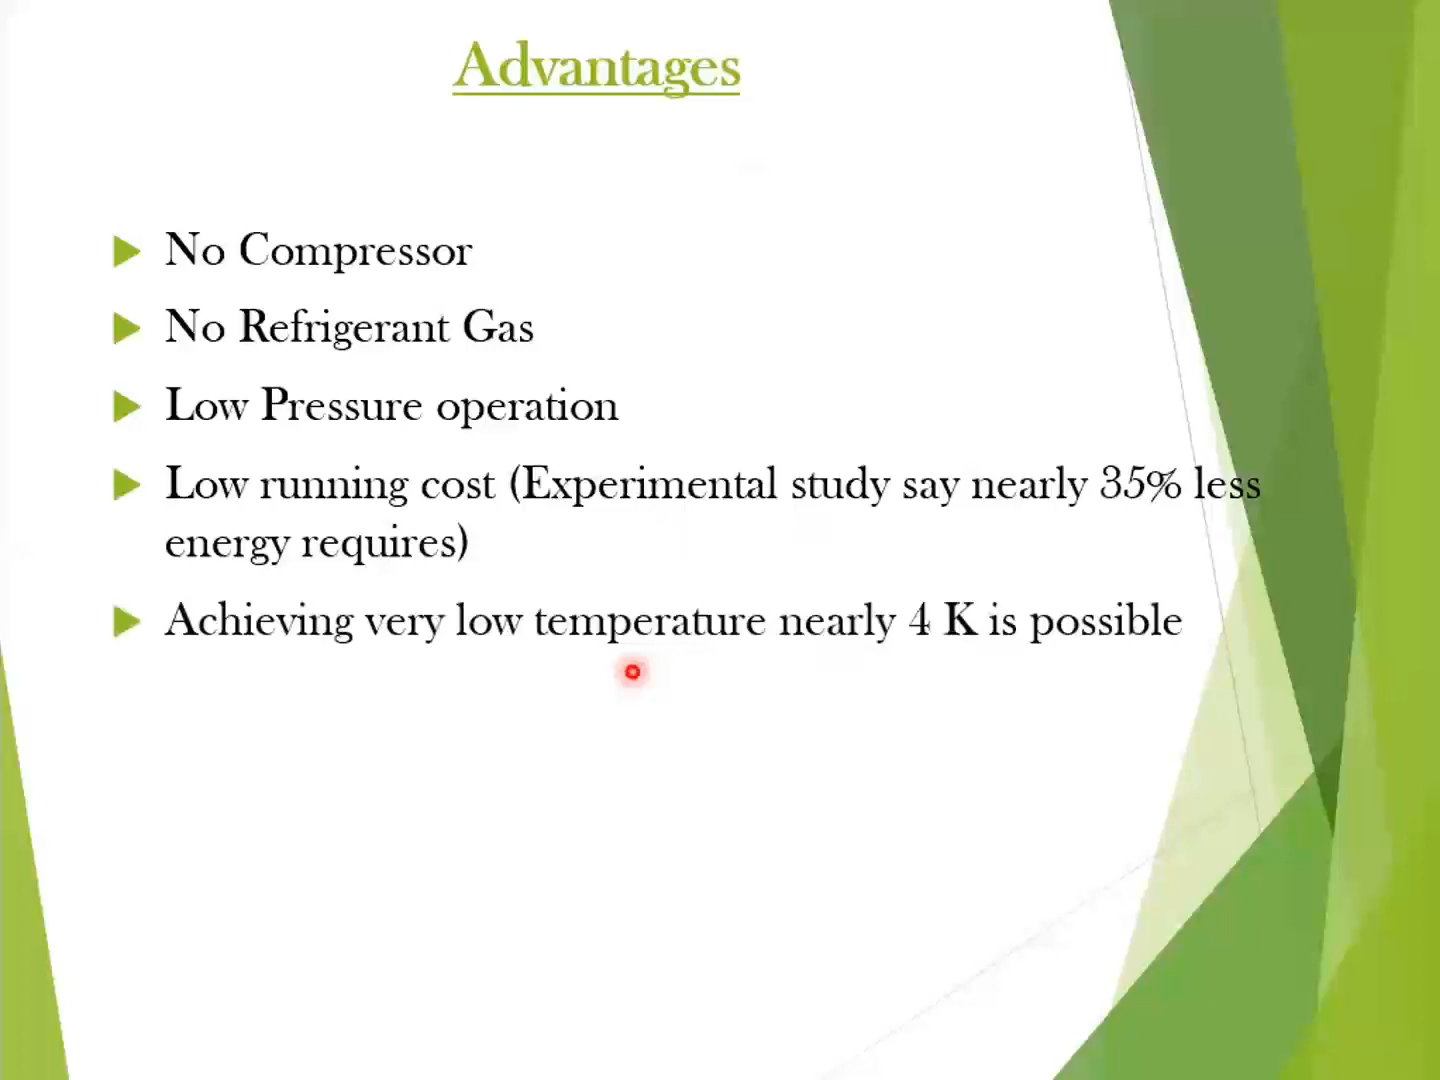 Advantages
No Compressor
No Refrigerant Gas
Low Pressure operation
Low running cost (Experimental study say nearly 35% less
energy requires)
Achieving very low temperature nearly 4 K is possible